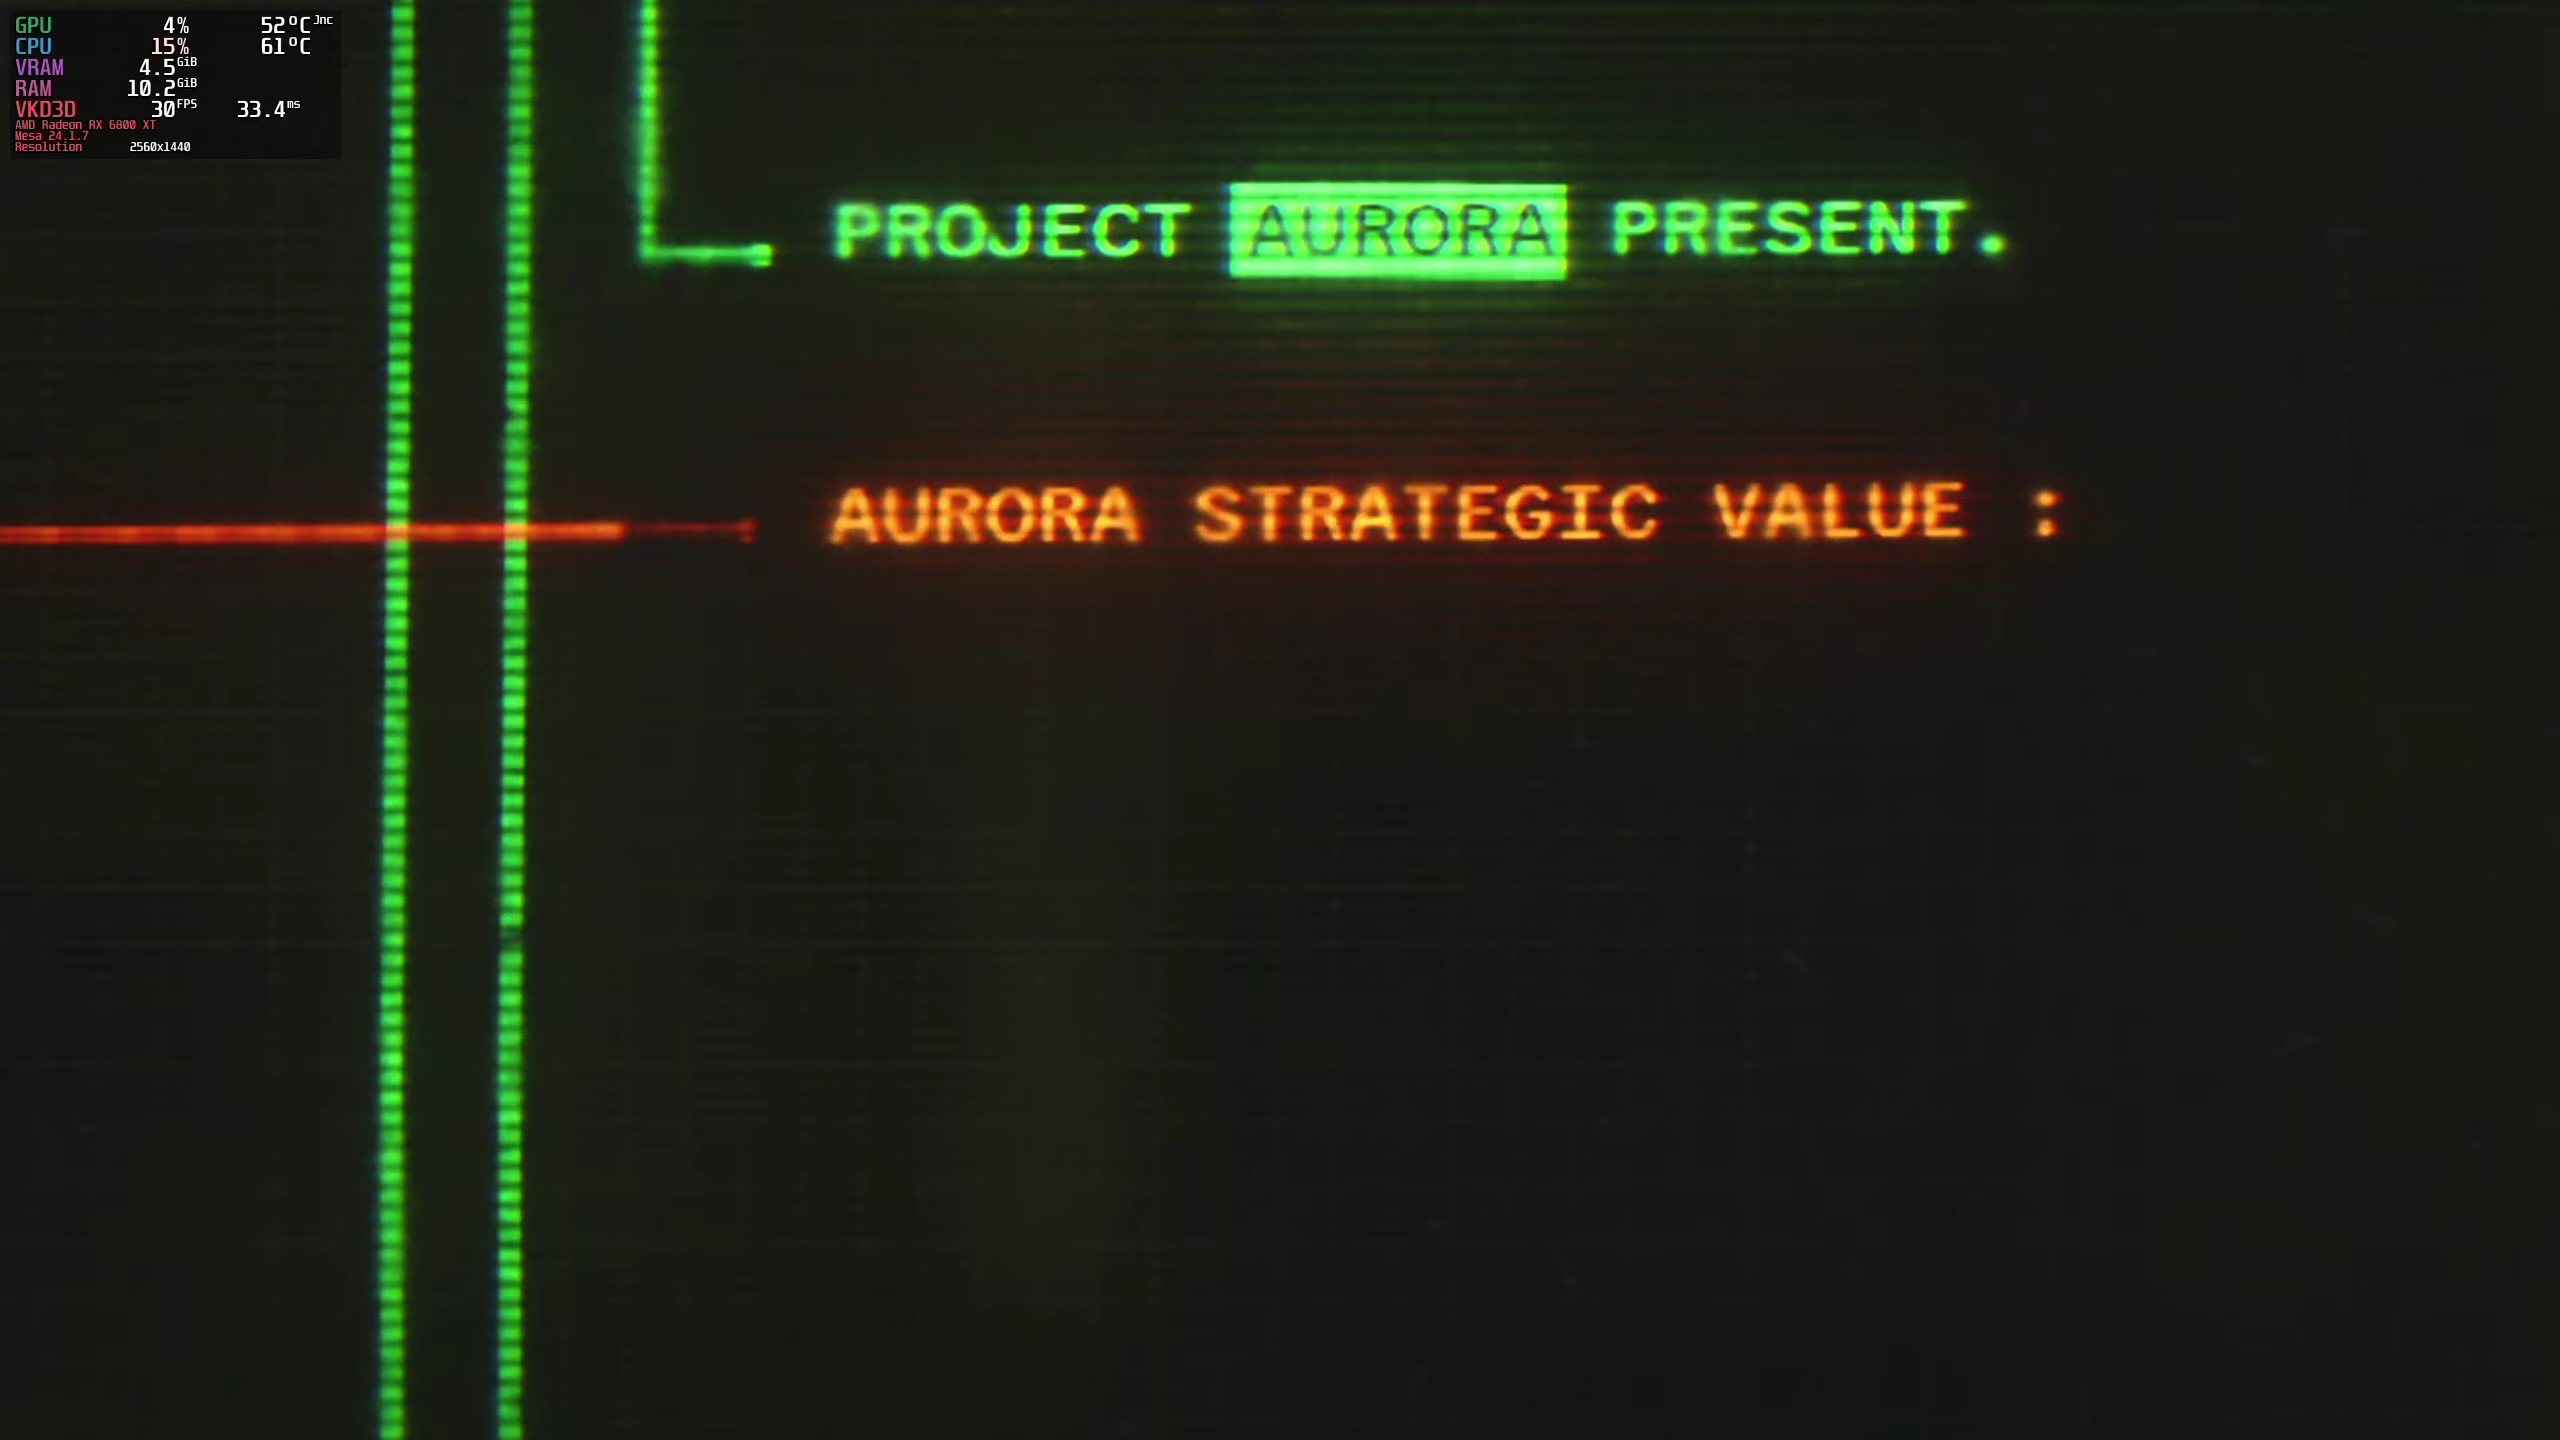 GPU 4% 52°C Jnc
CPU 15% 61°C
VRAM 4.5 GiB
RAM 10.2 GiB
VKD3D 30 FPS 33.4 ms
AMD Radeon RX 6800 XT
Mesa 24.1.7
Resolution 2560x1440
PROJECT AURORA PRESENT.
AURORA STRATEGIC VALUE :